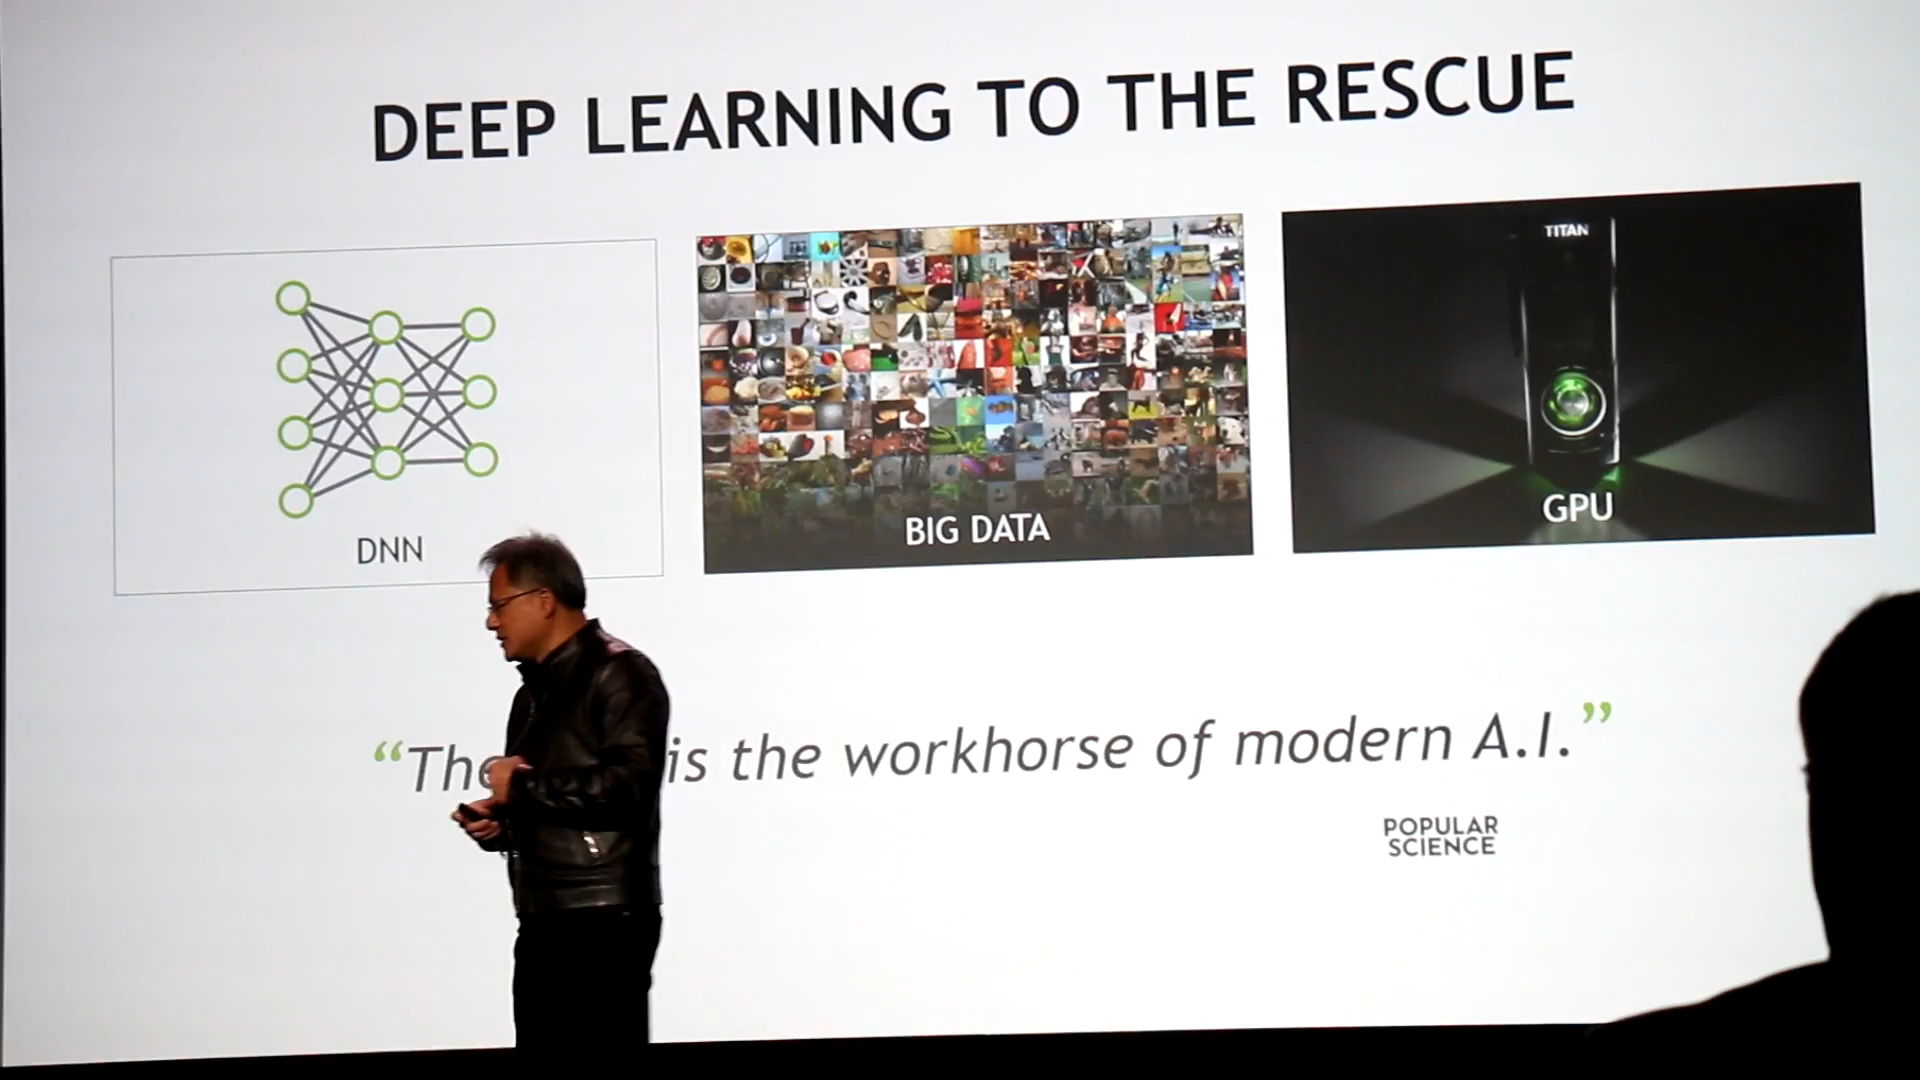 DEEP LEARNING TO THE RESCUE
TITAN
DNN
BIG DATA
GPU
“The is the workhorse of modern A.I.”
POPULAR
SCIENCE